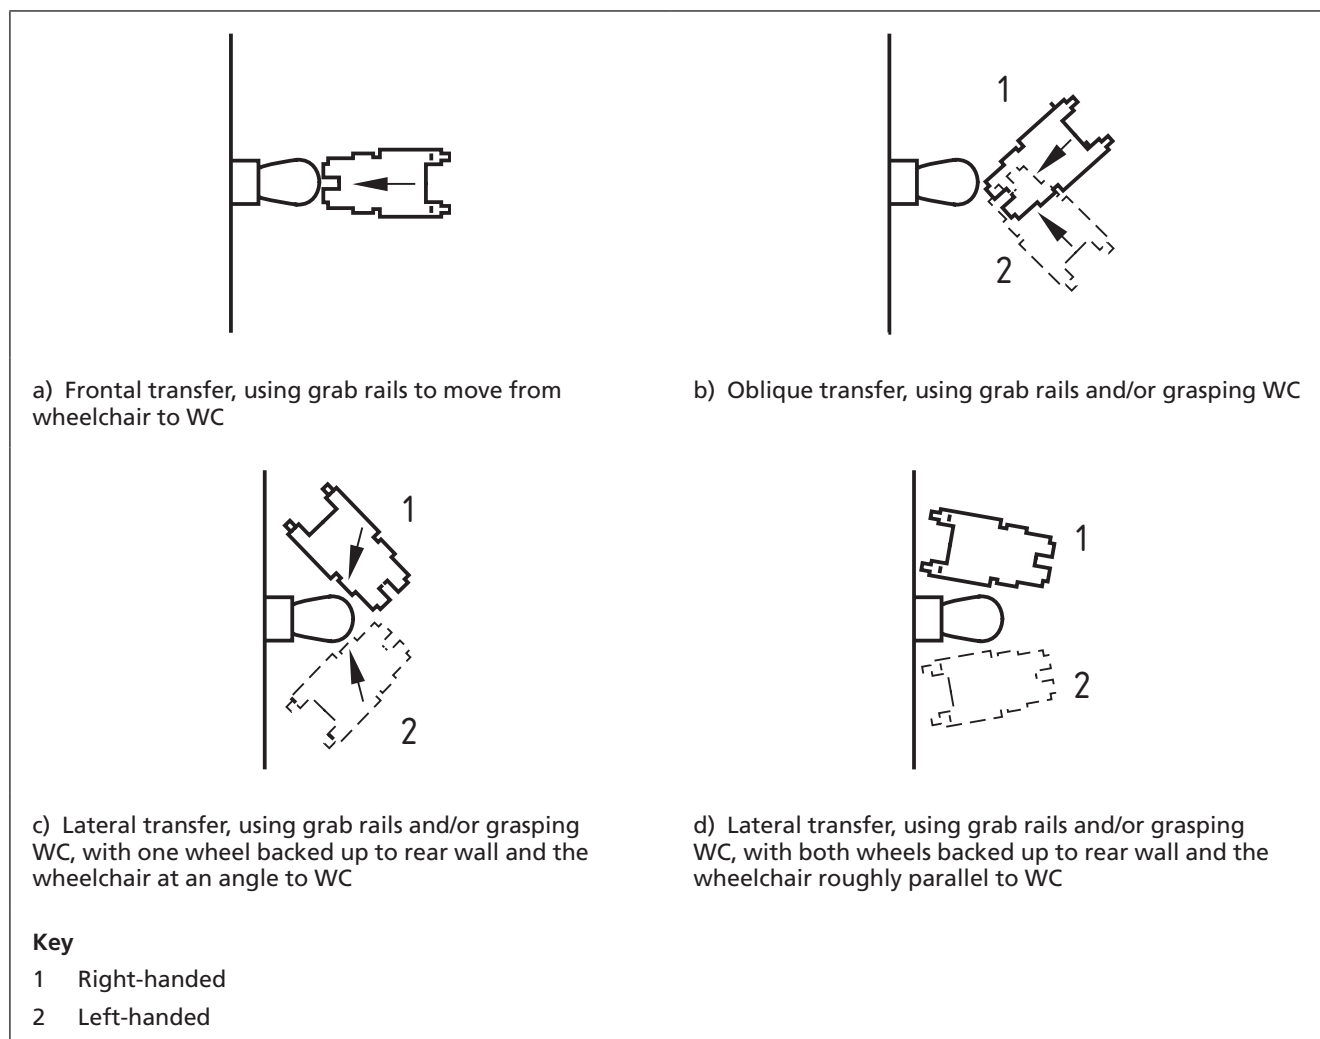 1
2
a) Frontal transfer, using grab rails to move from
wheelchair to WC
b) Oblique transfer, using grab rails and/or grasping WC
1
2
1
2
c) Lateral transfer, using grab rails and/or grasping
WC, with one wheel backed up to rear wall and the
wheelchair at an angle to WC
d) Lateral transfer, using grab rails and/or grasping
WC, with both wheels backed up to rear wall and the
wheelchair roughly parallel to WC
Key
1 Right-handed
2 Left-handed